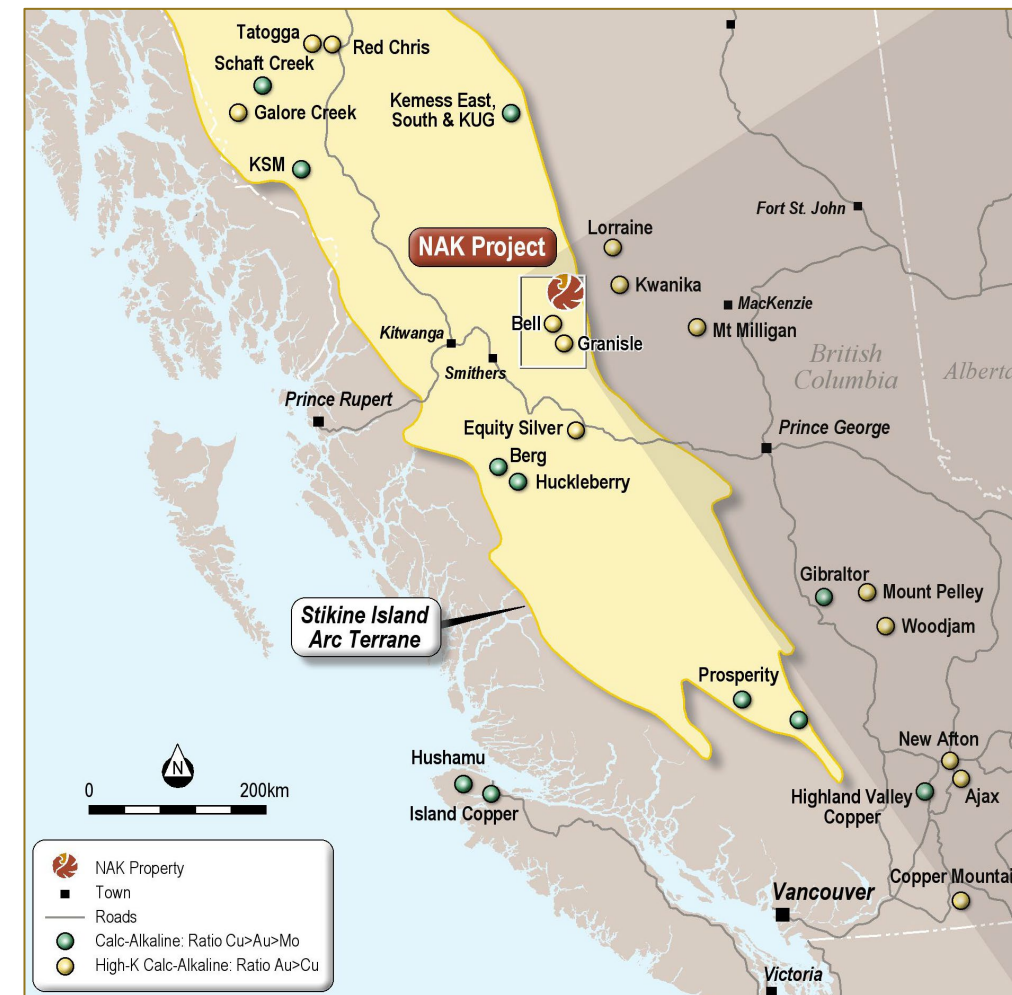 Tatogga
Red Chris
Schaft Creek
Galore Creek
Kemess East,
South & KUG
KSM
Fort St. John
Lorraine
NAK Project
Kwanika
MacKenzie
Bell
Mt Milligan
Kitwanga
Granisle
British
Columbia
Alberta
Smithers
Prince Rupert
Equity Silver
Prince George
Berg
Huckleberry
Gibraltor
Mount Pelley
Stikine Island
Arc Terrane
Woodjam
Prosperity
New Afton
Hushamu
N
0
200km
Island Copper
Highland Valley
Copper
Ajax
NAK Property
Town
Roads
Calc-Alkaline: Ratio Cu>Au>Mo
High-K Calc-Alkaline: Ratio Au>Cu
Copper Mountai
Vancouver
Victoria